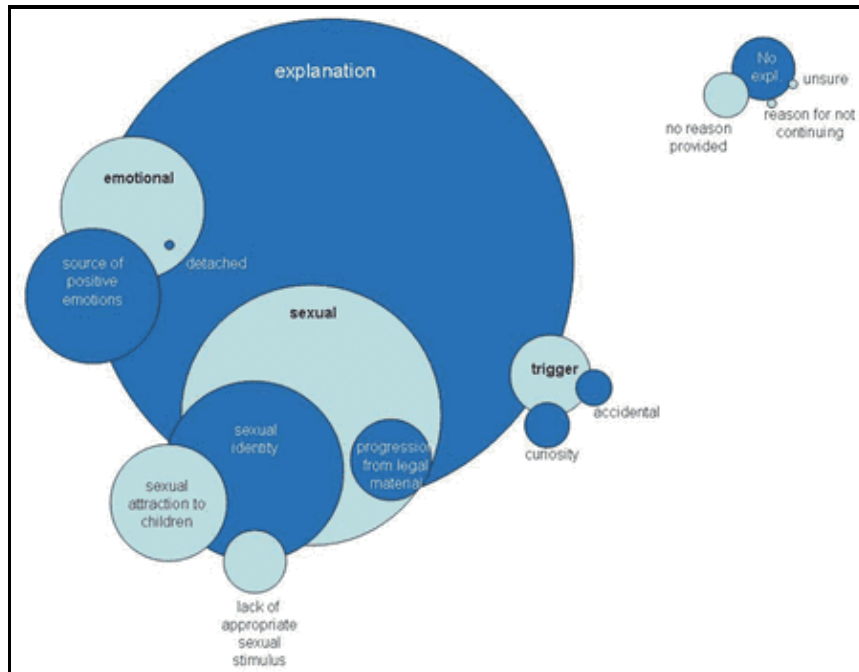 explanation
No
expl.
unsure
reason for not
continuing
no reason
provided
emotional
detached
source of
positive
emotions
sexual
trigger
accidental
curiosity
sexual
identity
progression
from legal
material
sexual
attraction to
children
lack of
appropriate
sexual
stimulus